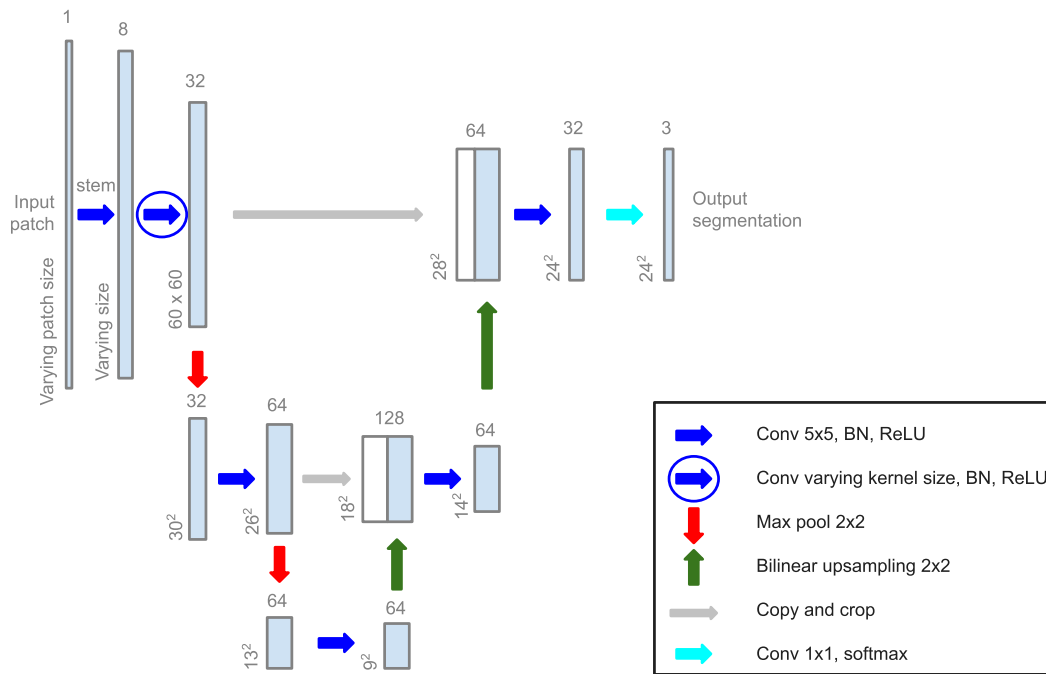 1
8
32
64
32
3
stem
Input
patch
Output
segmentation
Varying patch size
Varying size
60 x 60
28²
24²
24²
32
64
128
64
30²
26²
18²
14²
64
64
13²
9²
Conv 5x5, BN, ReLU
Conv varying kernel size, BN, ReLU
Max pool 2x2
Bilinear upsampling 2x2
Copy and crop
Conv 1x1, softmax